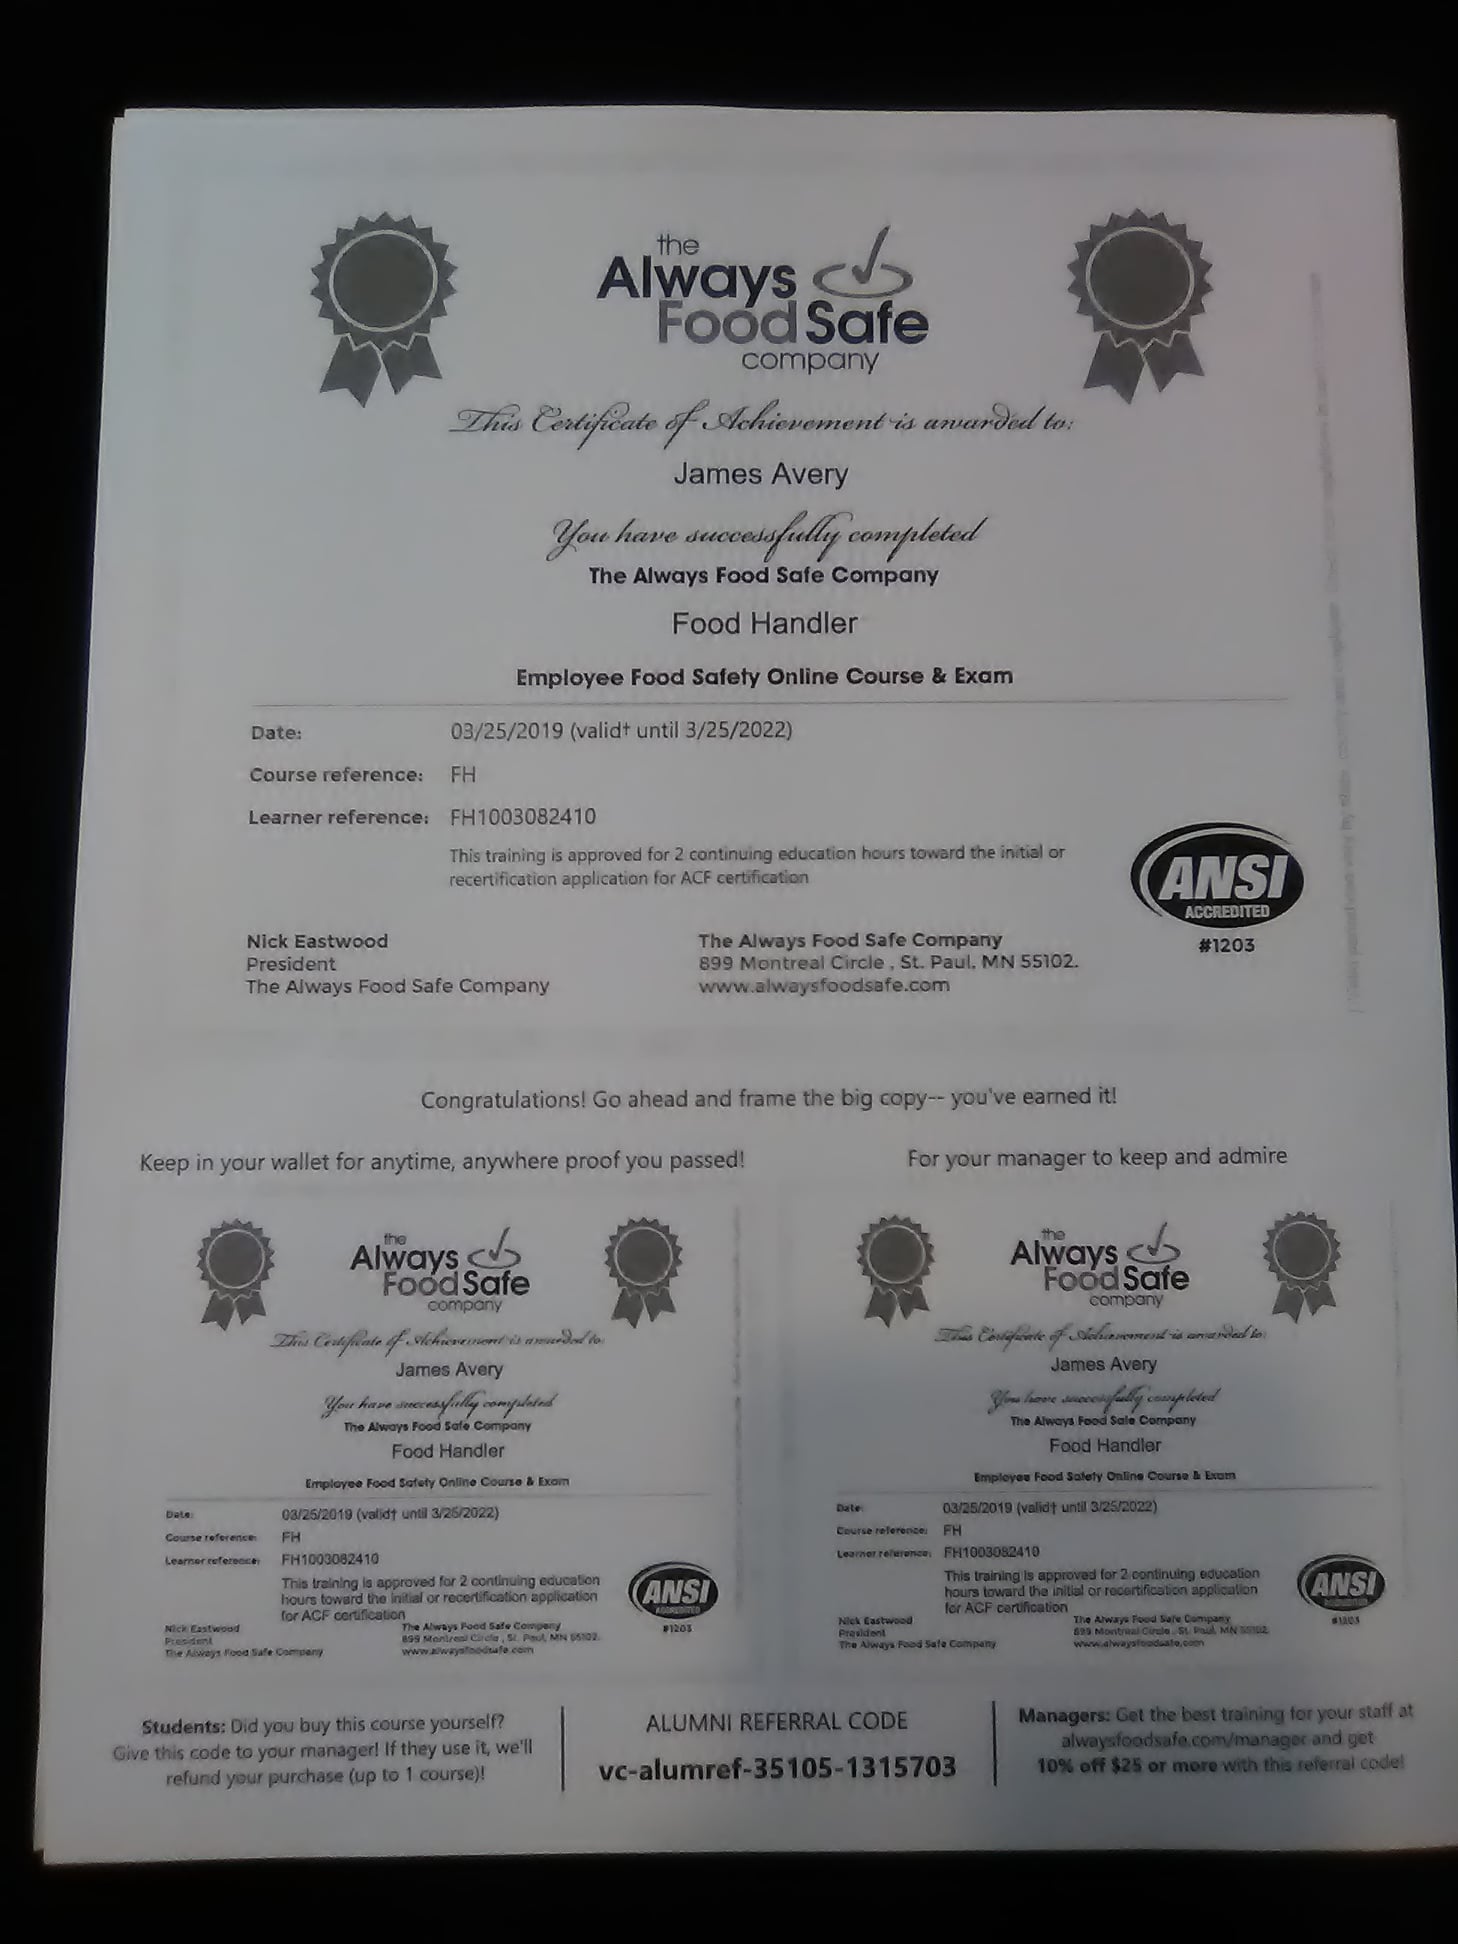 the
Always
Food Safe
company
This Certificate of Achievement is awarded to:
James Avery
You have successfully completed
The Always Food Safe Company
Food Handler
Employee Food Safety Online Course & Exam
Date: 03/25/2019 (valid† until 3/25/2022)
Course reference: FH
Learner reference: FH1003082410
This training is approved for 2 continuing education hours toward the initial or
recertification application for ACF certification
ANSI
ACCREDITED
#1203
Nick Eastwood
President
The Always Food Safe Company
The Always Food Safe Company
899 Montreal Circle , St. Paul, MN 55102.
www.alwaysfoodsafe.com
Congratulations! Go ahead and frame the big copy-- you've earned it!
Keep in your wallet for anytime, anywhere proof you passed!
the
Always
Food Safe
company
This Certificate of Achievement is awarded to:
James Avery
You have successfully completed
The Always Food Safe Company
Food Handler
Employee Food Safety Online Course & Exam
Date: 03/25/2019 (valid† until 3/25/2022)
Course reference: FH
Learner reference: FH1003082410
This training is approved for 2 continuing education
hours toward the initial or recertification application
for ACF certification
ANSI
ACCREDITED
#1203
Nick Eastwood
President
The Always Food Safe Company
The Always Food Safe Company
899 Montreal Circle , St. Paul, MN 55102.
www.alwaysfoodsafe.com
For your manager to keep and admire
the
Always
Food Safe
company
This Certificate of Achievement is awarded to:
James Avery
You have successfully completed
The Always Food Safe Company
Food Handler
Employee Food Safety Online Course & Exam
Date: 03/25/2019 (valid† until 3/25/2022)
Course reference: FH
Learner reference: FH1003082410
This training is approved for 2 continuing education
hours toward the initial or recertification application
for ACF certification
ANSI
ACCREDITED
#1203
Nick Eastwood
President
The Always Food Safe Company
The Always Food Safe Company
899 Montreal Circle , St. Paul, MN 55102.
www.alwaysfoodsafe.com
Students: Did you buy this course yourself?
Give this code to your manager! If they use it, we'll
refund your purchase (up to 1 course)!
ALUMNI REFERRAL CODE
vc-alumref-35105-1315703
Managers: Get the best training for your staff at
alwaysfoodsafe.com/manager and get
10% off $25 or more with this referral code!